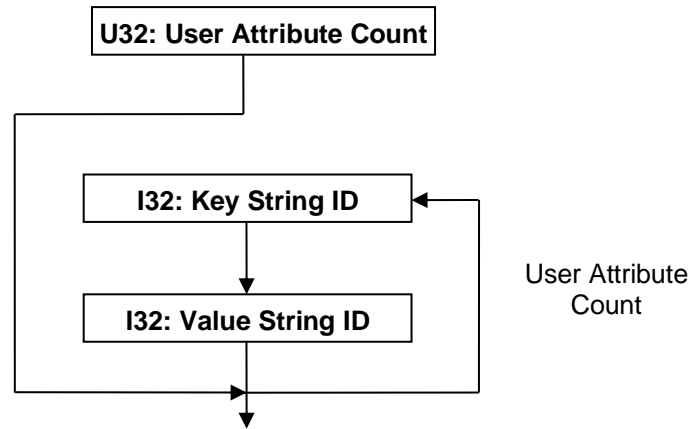 U32: User Attribute Count
I32: Key String ID
I32: Value String ID
User Attribute
Count